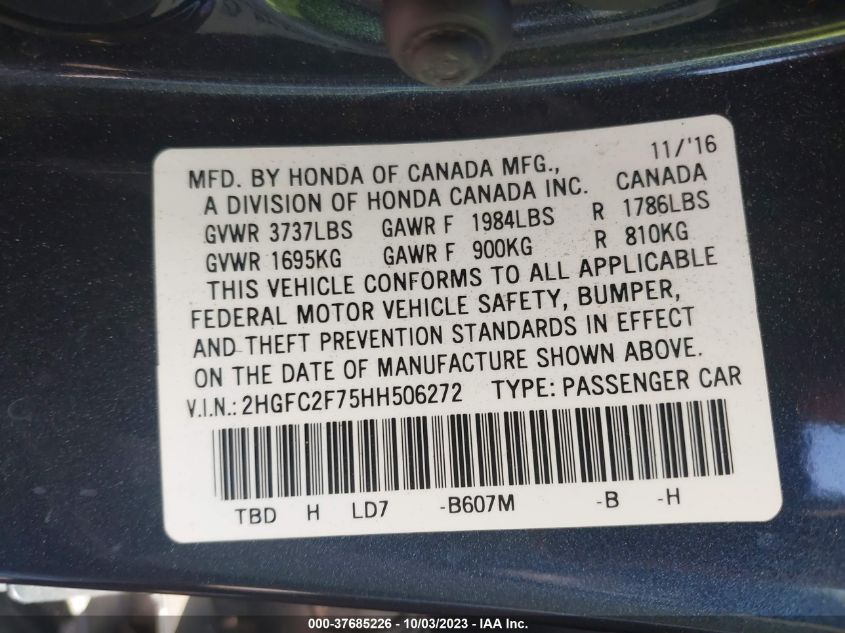 11/'16
MFD. BY HONDA OF CANADA MFG., CANADA
A DIVISION OF HONDA CANADA INC.
GVWR 3737LBS GAWR F 1984LBS R 1786LBS
GVWR 1695KG GAWR F 900KG R 810KG
THIS VEHICLE CONFORMS TO ALL APPLICABLE
FEDERAL MOTOR VEHICLE SAFETY, BUMPER,
AND THEFT PREVENTION STANDARDS IN EFFECT
ON THE DATE OF MANUFACTURE SHOWN ABOVE.
V.I.N.: 2HGFC2F75HH506272 TYPE: PASSENGER CAR
TBD H LD7 -B607M -B -H
000-37685226 - 10/03/2023 - IAA Inc.